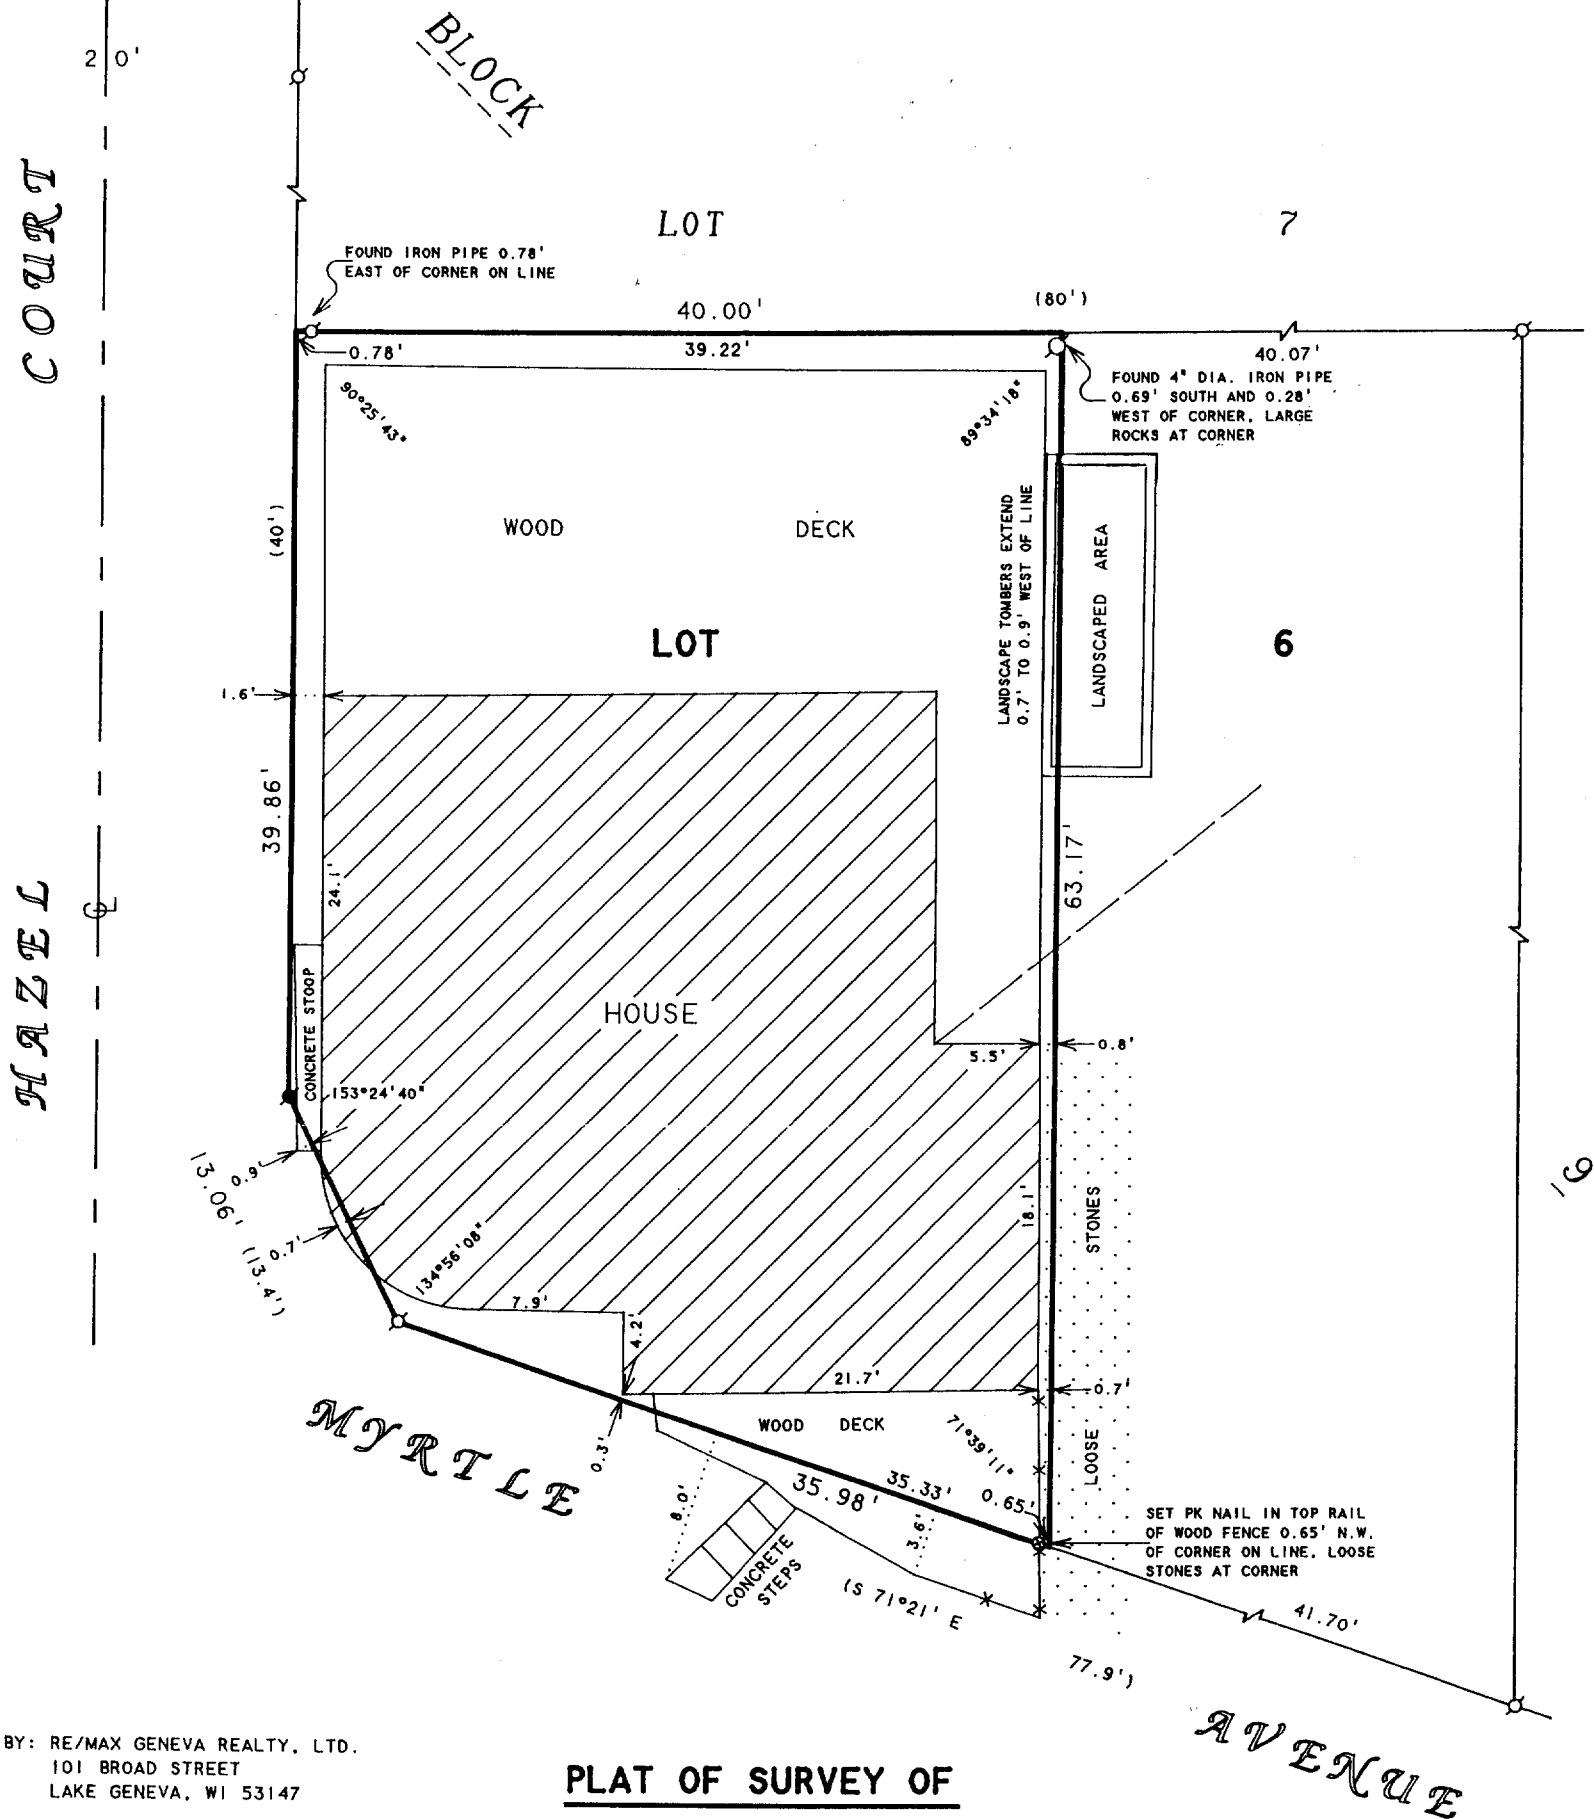 2 0'
BLOCK
COURT
LOT 7
FOUND IRON PIPE 0.78'
EAST OF CORNER ON LINE
40.00'
(80')
0.78'
39.22'
40.07'
FOUND 4" DIA. IRON PIPE
0.69' SOUTH AND 0.28'
WEST OF CORNER, LARGE
ROCKS AT CORNER
90°25'43"
89°34'18"
(40')
WOOD DECK
LANDSCAPE TOMBERS EXTEND
0.7' TO 0.9' WEST OF LINE
LANDSCAPED AREA
LOT 6
1.6'
39.86'
24.1'
63.17'
HAZEL
CL
CONCRETE STOOP
HOUSE
5.5'
0.8'
153°24'40"
13.06'
(13.4')
0.9'
0.7'
134°56'08"
7.9'
4.2'
18.1'
LOOSE STONES
19
21.7'
0.7'
WOOD DECK
71°39'11"
0.3'
MYRTLE
8.0'
35.98'
35.33'
0.65'
3.6'
CONCRETE
STEPS
SET PK NAIL IN TOP RAIL
OF WOOD FENCE 0.65' N.W.
OF CORNER ON LINE, LOOSE
STONES AT CORNER
(S 71°21' E
77.9')
41.70'
AVENUE
BY: RE/MAX GENEVA REALTY, LTD.
101 BROAD STREET
LAKE GENEVA, WI 53147
PLAT OF SURVEY OF